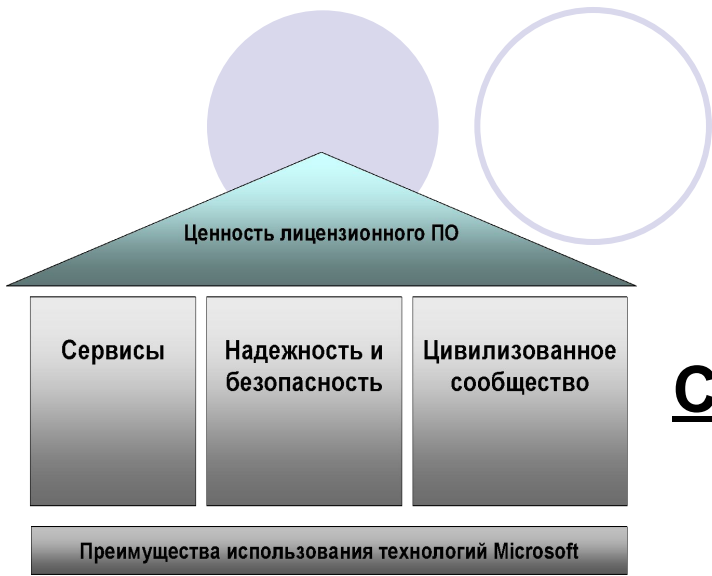 Ценность лицензионного ПО
Сервисы
Надежность и
безопасность
Цивилизованное
сообщество
С
Преимущества использования технологий Microsoft